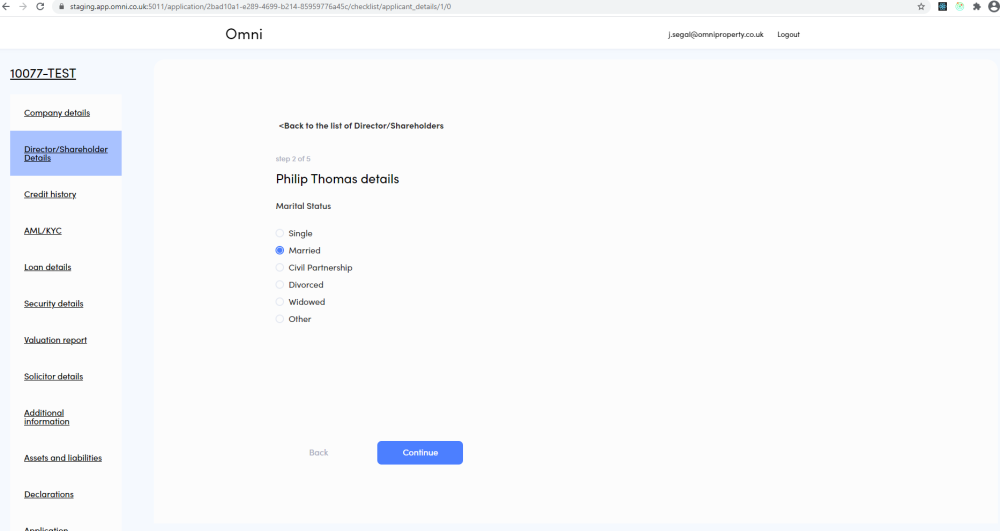 staging.app.omni.co.uk:5011/application/2bad10a1-e289-4699-b214-85959776a45c/checklist/applicant_details/1/0
Omni
j.segal@omniproperty.co.uk
Logout
10077-TEST
Company details
Director/Shareholder
Details
Credit history
AML/KYC
Loan details
Security details
Valuation report
Solicitor details
Additional
information
Assets and liabilities
Declarations
Application
<Back to the list of Director/Shareholders
step 2 of 5
Philip Thomas details
Marital Status
Single
Married
Civil Partnership
Divorced
Widowed
Other
Back
Continue